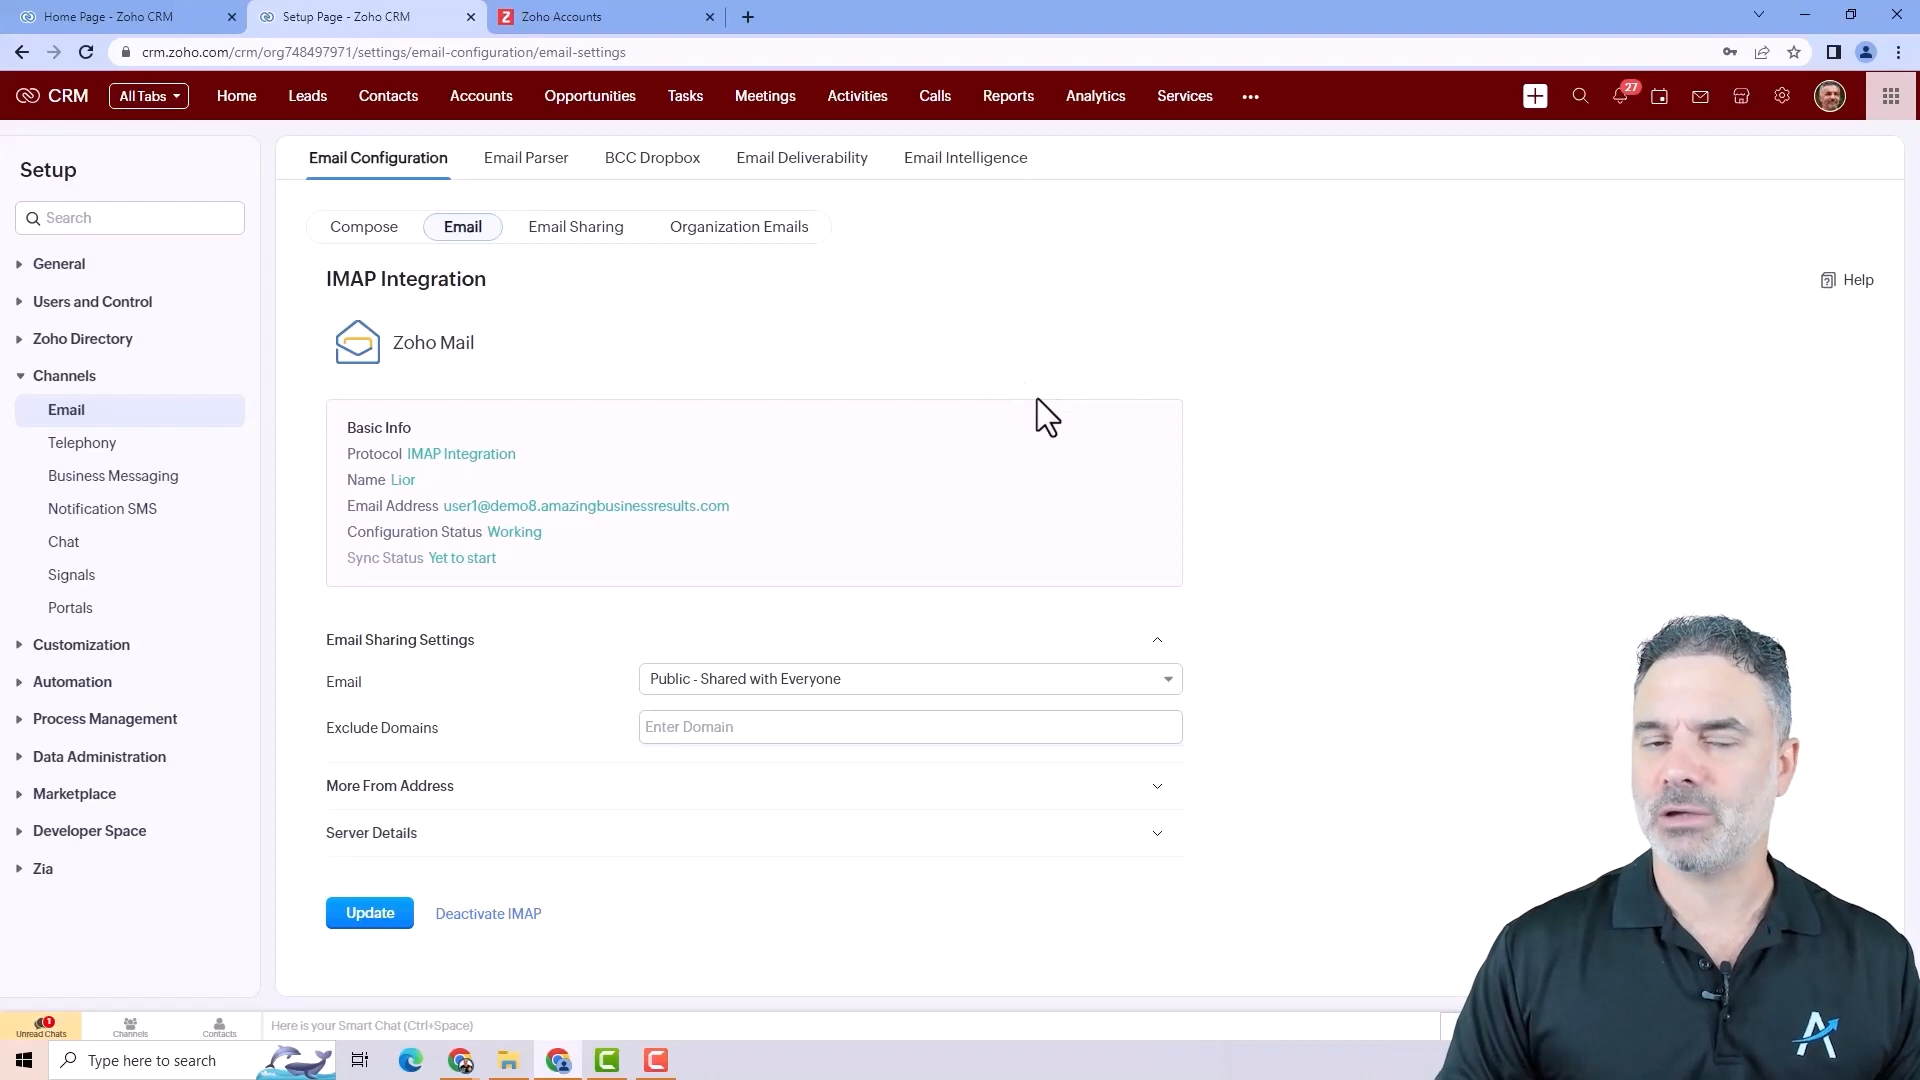 Home Page - Zoho CRM
Setup Page - Zoho CRM
Z Zoho Accounts
crm.zoho.com/crm/org748497971/settings/email-configuration/email-settings
CRM
All Tabs
Home
Leads
Contacts
Accounts
Opportunities
Tasks
Meetings
Activities
Calls
Reports
Analytics
Services
27
Setup
Search
General
Users and Control
Zoho Directory
Channels
Email
Telephony
Business Messaging
Notification SMS
Chat
Signals
Portals
Customization
Automation
Process Management
Data Administration
Marketplace
Developer Space
Zia
Email Configuration
Email Parser
BCC Dropbox
Email Deliverability
Email Intelligence
Compose
Email
Email Sharing
Organization Emails
IMAP Integration
Help
Zoho Mail
Basic Info
Protocol IMAP Integration
Name Lior
Email Address user1@demo8.amazingbusinessresults.com
Configuration Status Working
Sync Status Yet to start
Email Sharing Settings
Email
Public - Shared with Everyone
Exclude Domains
Enter Domain
More From Address
Server Details
Update
Deactivate IMAP
1
Unread Chats
Channels
Contacts
Here is your Smart Chat (Ctrl+Space)
Type here to search